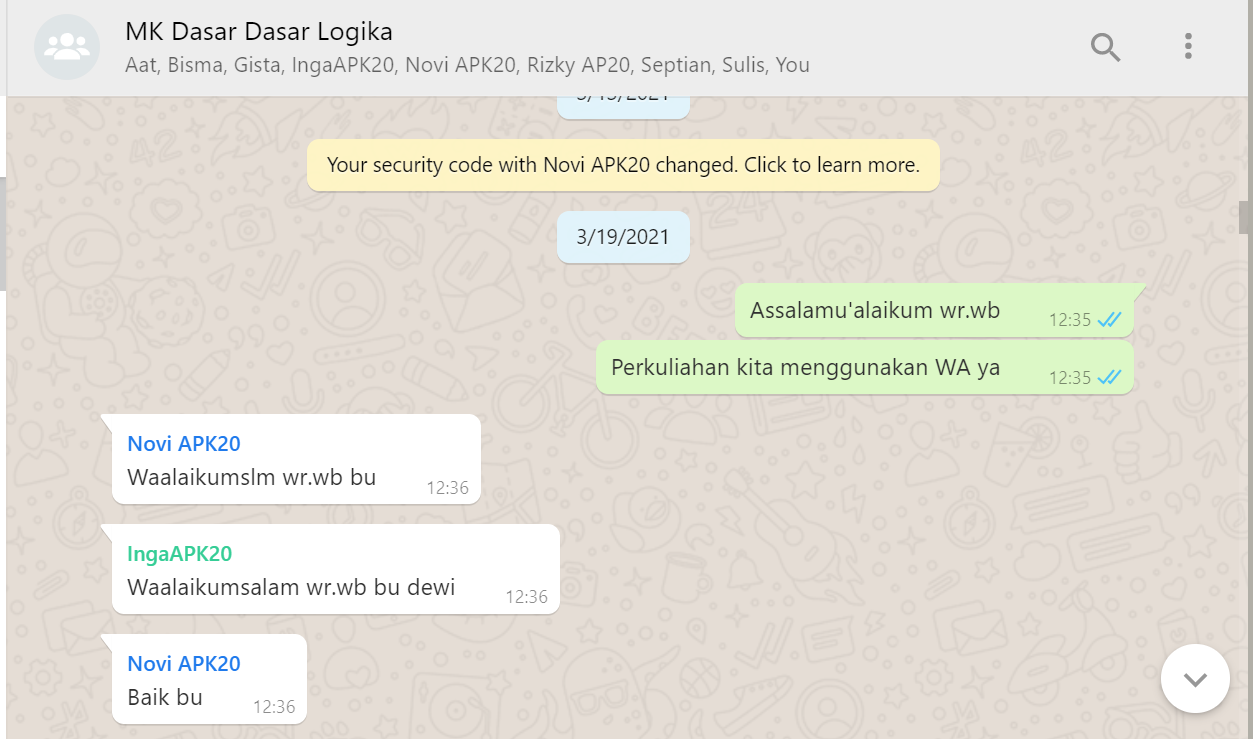 MK Dasar Dasar Logika
Aat, Bisma, Gista, IngaAPK20, Novi APK20, Rizky AP20, Septian, Sulis, You
Your security code with Novi APK20 changed. Click to learn more.
3/19/2021
Assalamu'alaikum wr.wb
12:35
Perkuliahan kita menggunakan WA ya
12:35
Novi APK20
Waalaikumslm wr.wb bu
12:36
IngaAPK20
Waalaikumsalam wr.wb bu dewi
12:36
Novi APK20
Baik bu
12:36